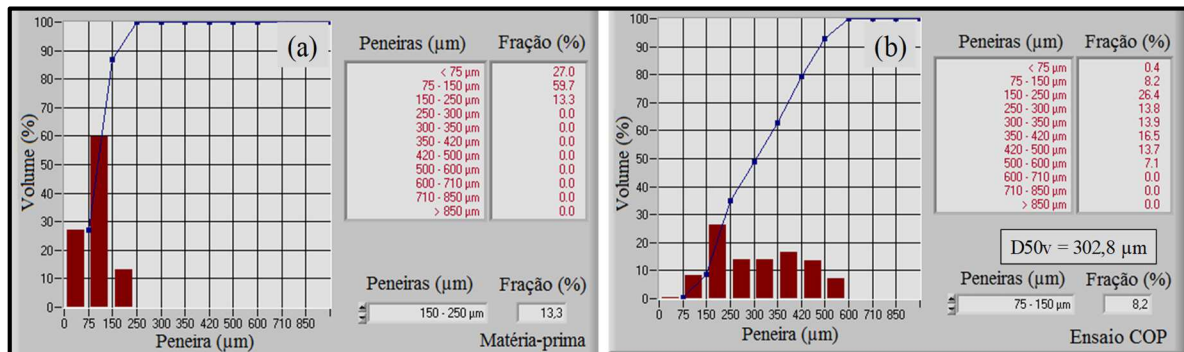 (a)
Volume (%)
100
90
80
70
60
50
40
30
20
10
0
0 75 150 250 300 350 420 500 600 710 850
Peneira (µm)
Peneiras (µm) Fração (%)
< 75 µm 27.0
75 - 150 µm 59.7
150 - 250 µm 13.3
250 - 300 µm 0.0
300 - 350 µm 0.0
350 - 420 µm 0.0
420 - 500 µm 0.0
500 - 600 µm 0.0
600 - 710 µm 0.0
710 - 850 µm 0.0
> 850 µm 0.0
Peneiras (µm) Fração (%)
150 - 250 µm 13,3
Matéria-prima
(b)
Volume (%)
100
90
80
70
60
50
40
30
20
10
0
0 75 150 250 300 350 420 500 600 710 850
Peneira (µm)
Peneiras (µm) Fração (%)
< 75 µm 0.4
75 - 150 µm 8.2
150 - 250 µm 26.4
250 - 300 µm 13.8
300 - 350 µm 13.9
350 - 420 µm 16.5
420 - 500 µm 13.7
500 - 600 µm 7.1
600 - 710 µm 0.0
710 - 850 µm 0.0
> 850 µm 0.0
D50v = 302,8 µm
Peneiras (µm) Fração (%)
75 - 150 µm 8,2
Ensaio COP